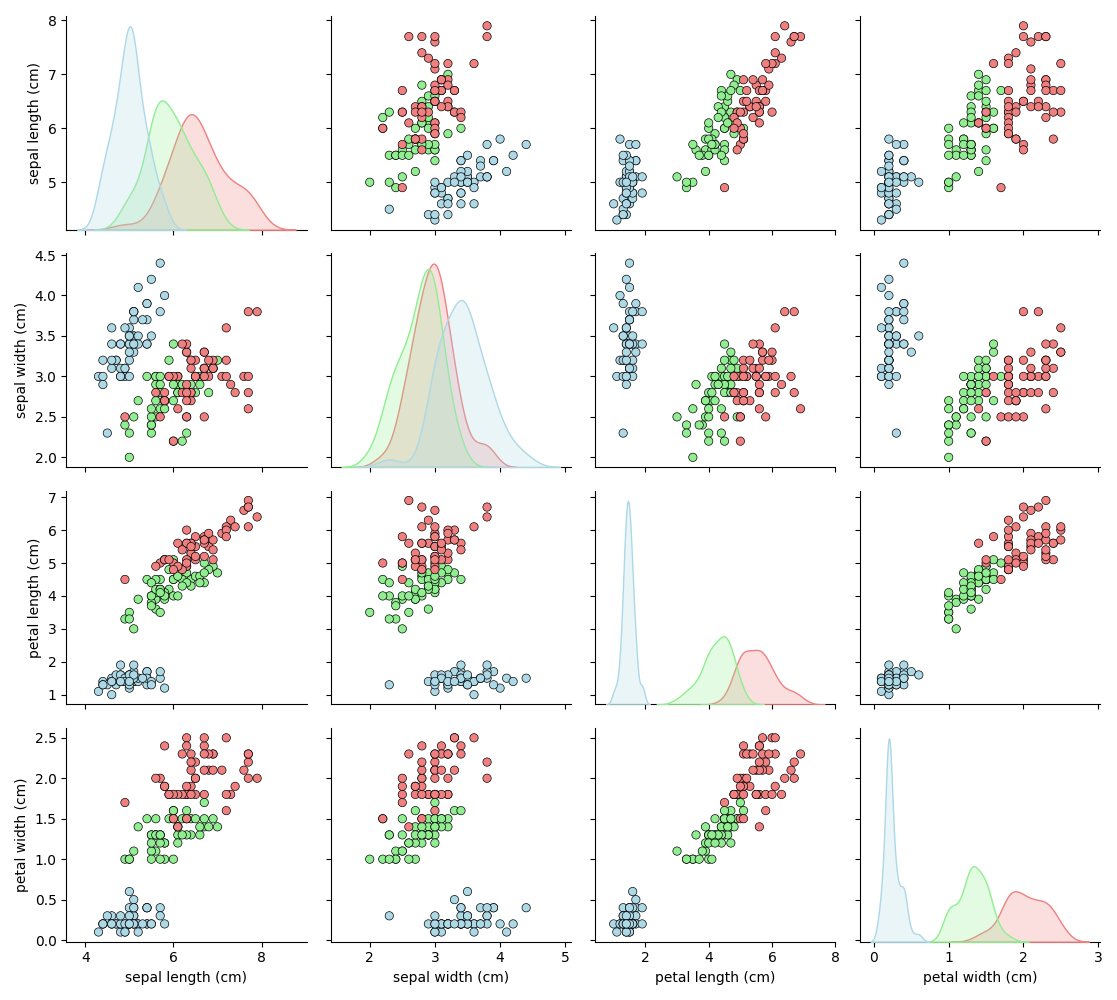 8
7
6
5
sepal length (cm)
4
6
8
4.5
4.0
3.5
3.0
2.5
2.0
sepal width (cm)
7
6
5
4
3
2
1
petal length (cm)
2.5
2.0
1.5
1.0
0.5
0.0
petal width (cm)
4 6 8
2 3 4 5
2 4 6 8
0 1 2 3
sepal length (cm)
sepal width (cm)
petal length (cm)
petal width (cm)